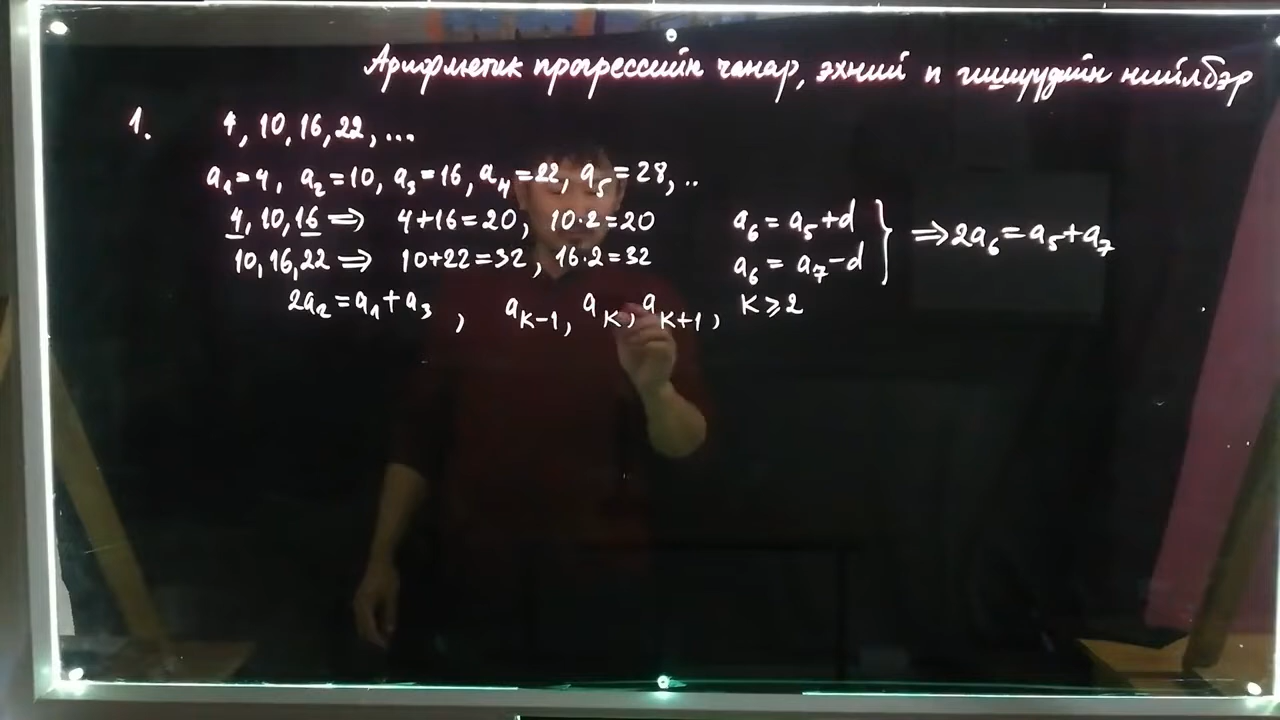 Арифметик прогрессийн чанар, эхний n гишүүдийн нийлбэр
1. 4, 10, 16, 22, ...
a₁=4, a₂=10, a₃=16, a₄=22, a₅=28, ..
4, 10, 16 ⇒ 4+16=20, 10·2=20 a₆=a₅+d
10, 16, 22 ⇒ 10+22=32, 16·2=32 a₆=a₇-d } ⇒ 2a₆=a₅+a₇
2a₂=a₁+a₃, aₖ₋₁, aₖ, aₖ₊₁, k⩾2